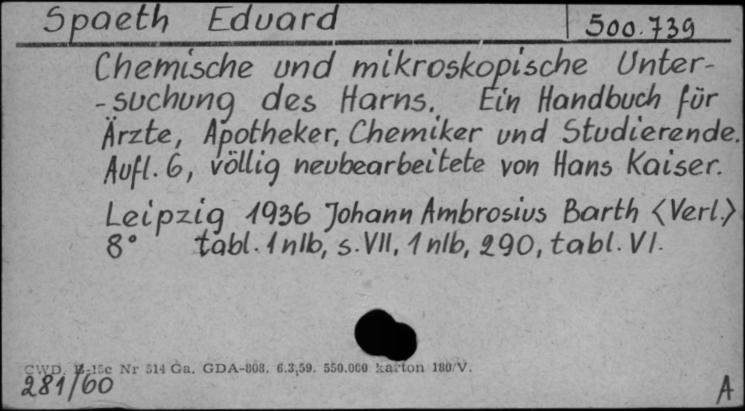 Spaeth Eduard 500.739
Chemische und mikroskopische Unter-
-suchung des Harns. Ein Handbuch für
Ärzte, Apotheker, Chemiker und Studierende.
Aufl. 6, völlig neubearbeitete von Hans Kaiser.
Leipzig 1936 Johann Ambrosius Barth <Verl.>
8° tabl. 1 nlb, s. VII, 1 nlb, 290, tabl. VI.
CWD. Nr 514 Ga. GDA-808. 6.3,59. 550.000 karton 180/V.
281/60 A